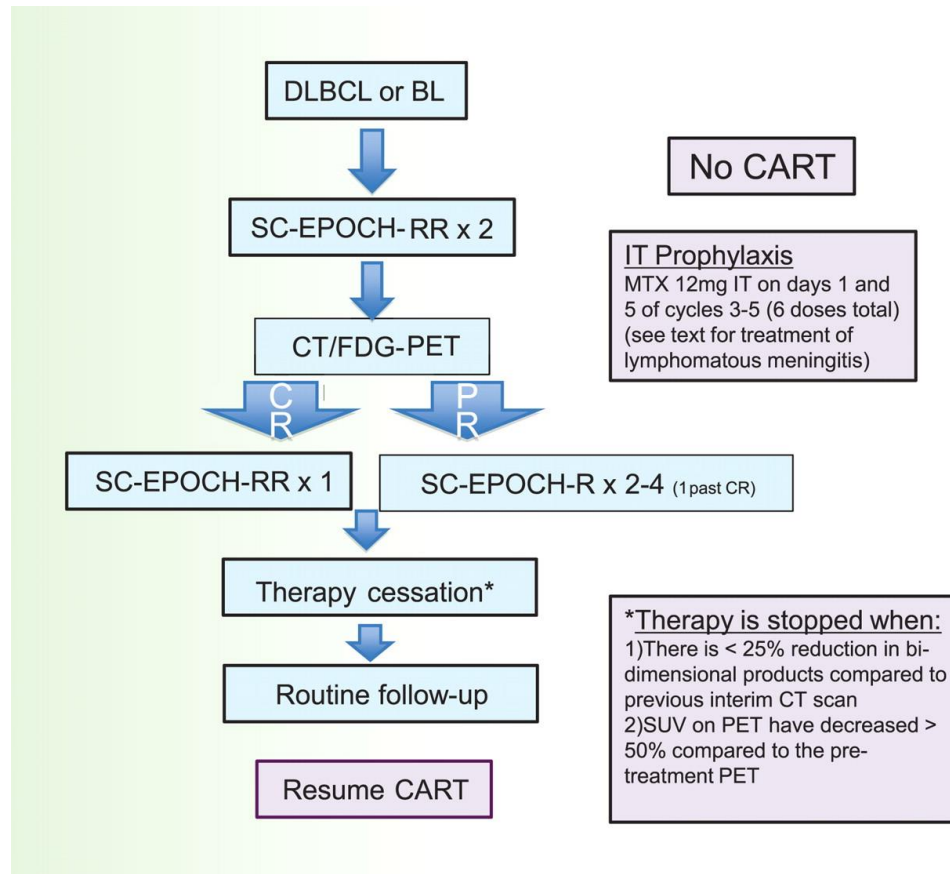 DLBCL or BL
No CART
SC-EPOCH-RR x 2
IT Prophylaxis
MTX 12mg IT on days 1 and
5 of cycles 3-5 (6 doses total)
(see text for treatment of
lymphomatous meningitis)
CT/FDG-PET
C
R
P
R
SC-EPOCH-RR x 1
SC-EPOCH-R x 2-4 (1past CR)
Therapy cessation*
Routine follow-up
Resume CART
*Therapy is stopped when:
1)There is < 25% reduction in bi-
dimensional products compared to
previous interim CT scan
2)SUV on PET have decreased >
50% compared to the pre-
treatment PET